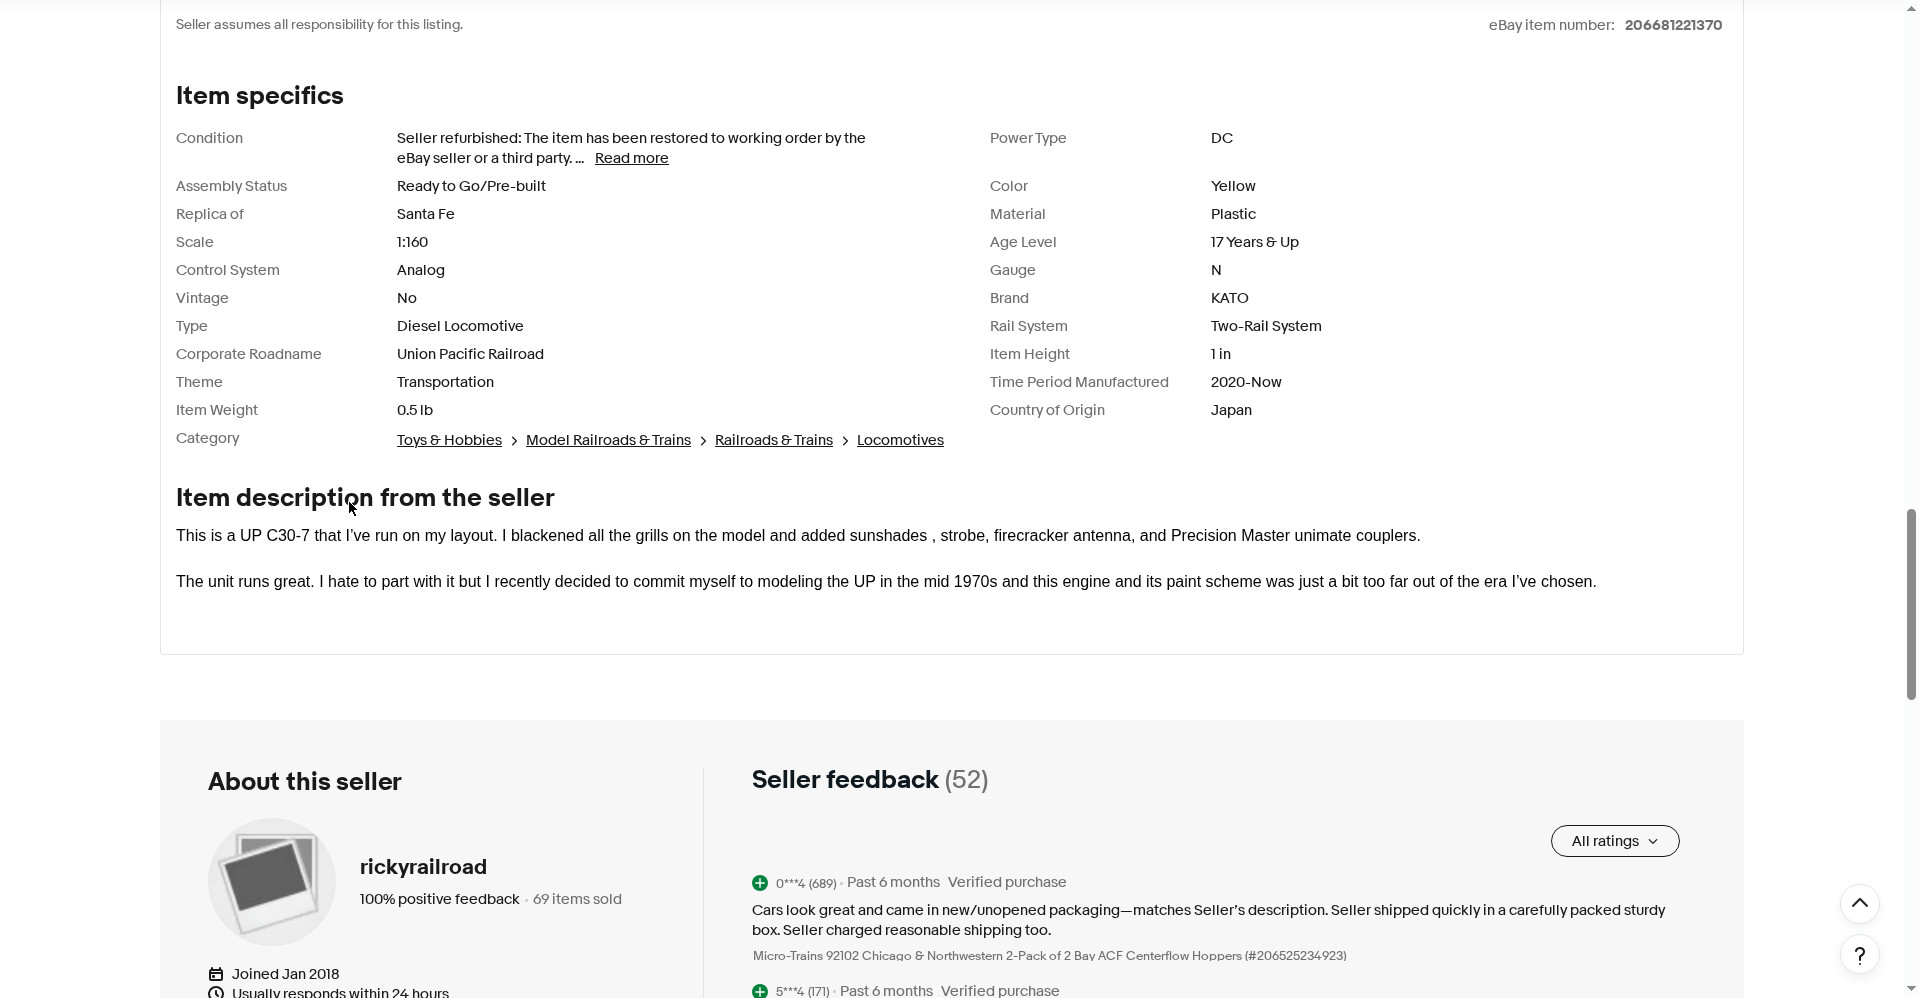 Seller assumes all responsibility for this listing.
eBay item number: 206681221370
Item specifics
Condition
Seller refurbished: The item has been restored to working order by the
eBay seller or a third party. ... Read more
Power Type
DC
Assembly Status
Ready to Go/Pre-built
Color
Yellow
Replica of
Santa Fe
Material
Plastic
Scale
1:160
Age Level
17 Years & Up
Control System
Analog
Gauge
N
Vintage
No
Brand
KATO
Type
Diesel Locomotive
Rail System
Two-Rail System
Corporate Roadname
Union Pacific Railroad
Item Height
1 in
Theme
Transportation
Time Period Manufactured
2020-Now
Item Weight
0.5 lb
Country of Origin
Japan
Category
Toys & Hobbies > Model Railroads & Trains > Railroads & Trains > Locomotives
Item description from the seller
This is a UP C30-7 that I’ve run on my layout. I blackened all the grills on the model and added sunshades , strobe, firecracker antenna, and Precision Master unimate couplers.
The unit runs great. I hate to part with it but I recently decided to commit myself to modeling the UP in the mid 1970s and this engine and its paint scheme was just a bit too far out of the era I’ve chosen.
About this seller
rickyrailroad
100% positive feedback · 69 items sold
Joined Jan 2018
Usually responds within 24 hours
Seller feedback (52)
All ratings
0***4 (689) · Past 6 months Verified purchase
Cars look great and came in new/unopened packaging—matches Seller’s description. Seller shipped quickly in a carefully packed sturdy
box. Seller charged reasonable shipping too.
Micro-Trains 92102 Chicago & Northwestern 2-Pack of 2 Bay ACF Centerflow Hoppers (#206525234923)
5***4 (171) · Past 6 months Verified purchase
?